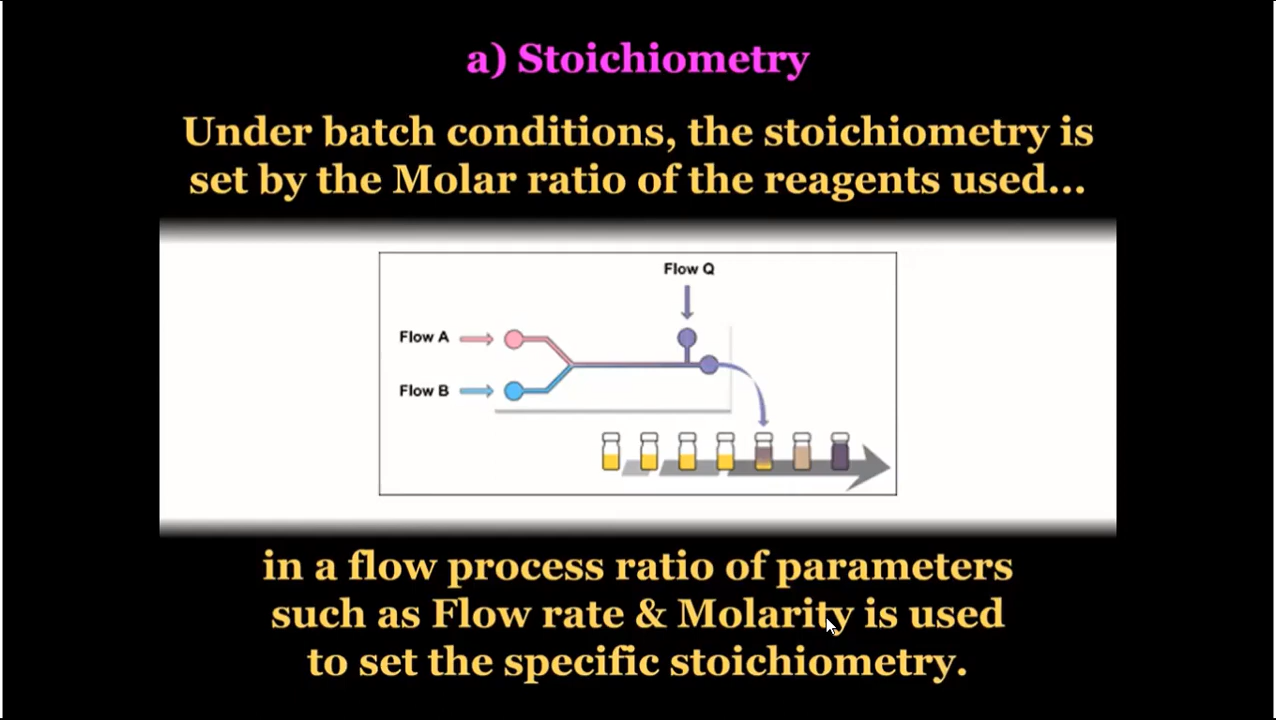 a) Stoichiometry
Under batch conditions, the stoichiometry is
set by the Molar ratio of the reagents used...
Flow Q
Flow A
Flow B
in a flow process ratio of parameters
such as Flow rate & Molarity is used
to set the specific stoichiometry.